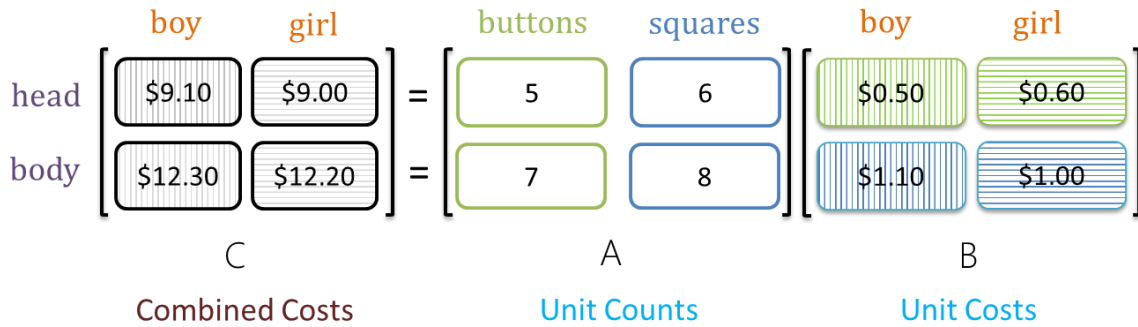 boy girl buttons squares boy girl
head $9.10 $9.00 = 5 6 $0.50 $0.60
body $12.30 $12.20 = 7 8 $1.10 $1.00
C A B
Combined Costs Unit Counts Unit Costs